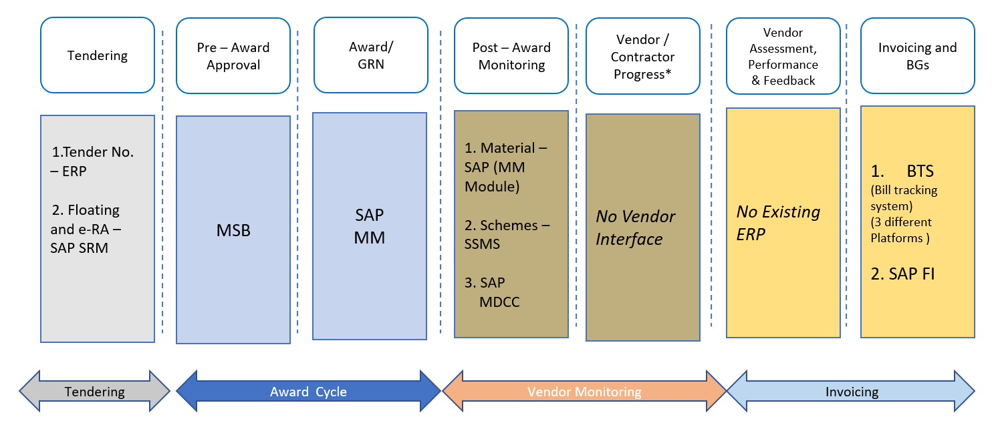 Tendering
Pre – Award
Approval
Award/
GRN
Post – Award
Monitoring
Vendor /
Contractor
Progress*
Vendor
Assessment,
Performance
& Feedback
Invoicing and
BGs
1.Tender No.
– ERP
2. Floating
and e-RA –
SAP SRM
MSB
SAP
MM
1. Material –
SAP (MM
Module)
2. Schemes –
SSMS
3. SAP
MDCC
No Vendor
Interface
No Existing
ERP
1. BTS
(Bill tracking
system)
(3 different
Platforms )
2. SAP FI
Tendering
Award Cycle
Vendor Monitoring
Invoicing